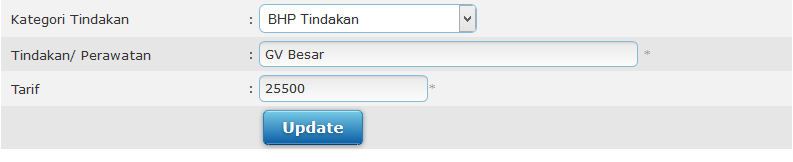 Kategori Tindakan : BHP Tindakan
Tindakan/ Perawatan : GV Besar *
Tarif : 25500 *
Update